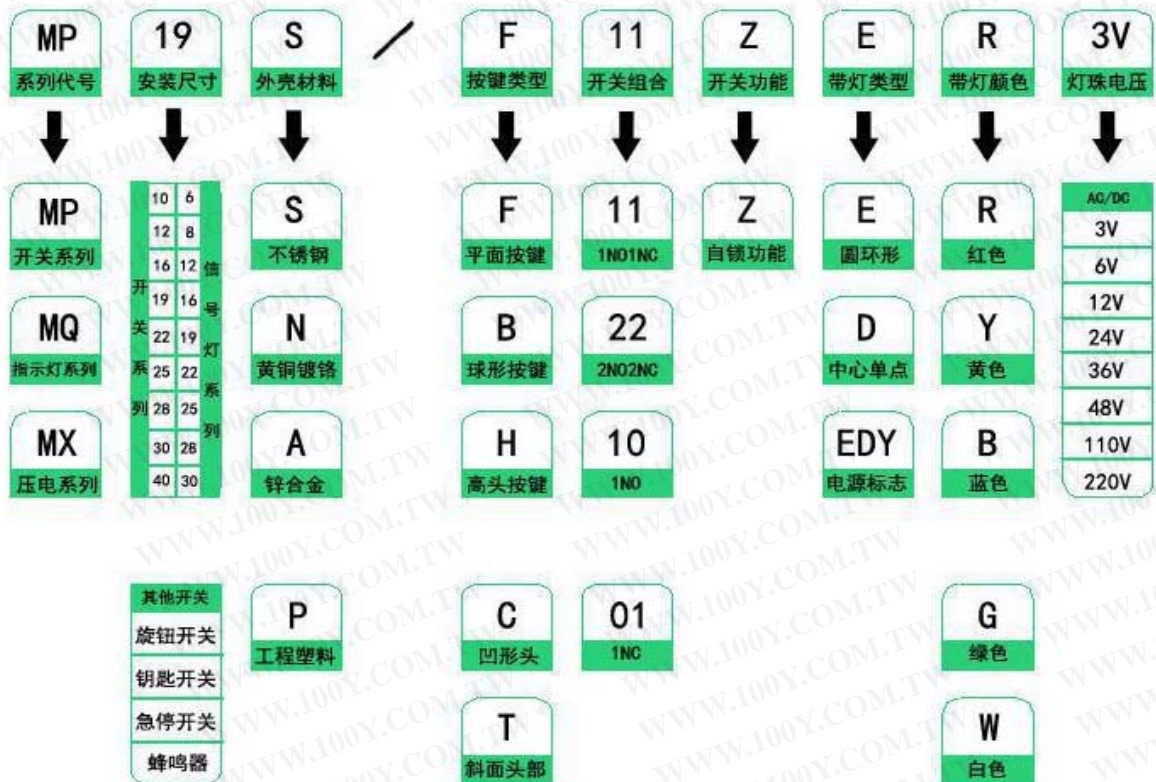 MP 19 S / F 11 Z E R 3V
系列代号 安装尺寸 外壳材料 按键类型 开关组合 开关功能 带灯类型 带灯颜色 灯珠电压
MP
开关系列
MQ
指示灯系列
MX
压电系列
开关系列
10 6
12 8
16 12
19 16
22 19
25 22
28 25
30 28
40 30
信号灯系列
其他开关
旋钮开关
钥匙开关
急停开关
蜂鸣器
S
不锈钢
N
黄铜镀铬
A
锌合金
P
工程塑料
F
平面按键
B
球形按键
H
高头按键
C
凹形头
T
斜面头部
11
1NO1NC
22
2NO2NC
10
1NO
01
1NC
Z
自锁功能
E
圆环形
D
中心单点
EDY
电源标志
R
红色
Y
黄色
B
蓝色
G
绿色
W
白色
AC/DC
3V
6V
12V
24V
36V
48V
110V
220V
WWW.100Y.COM.TW